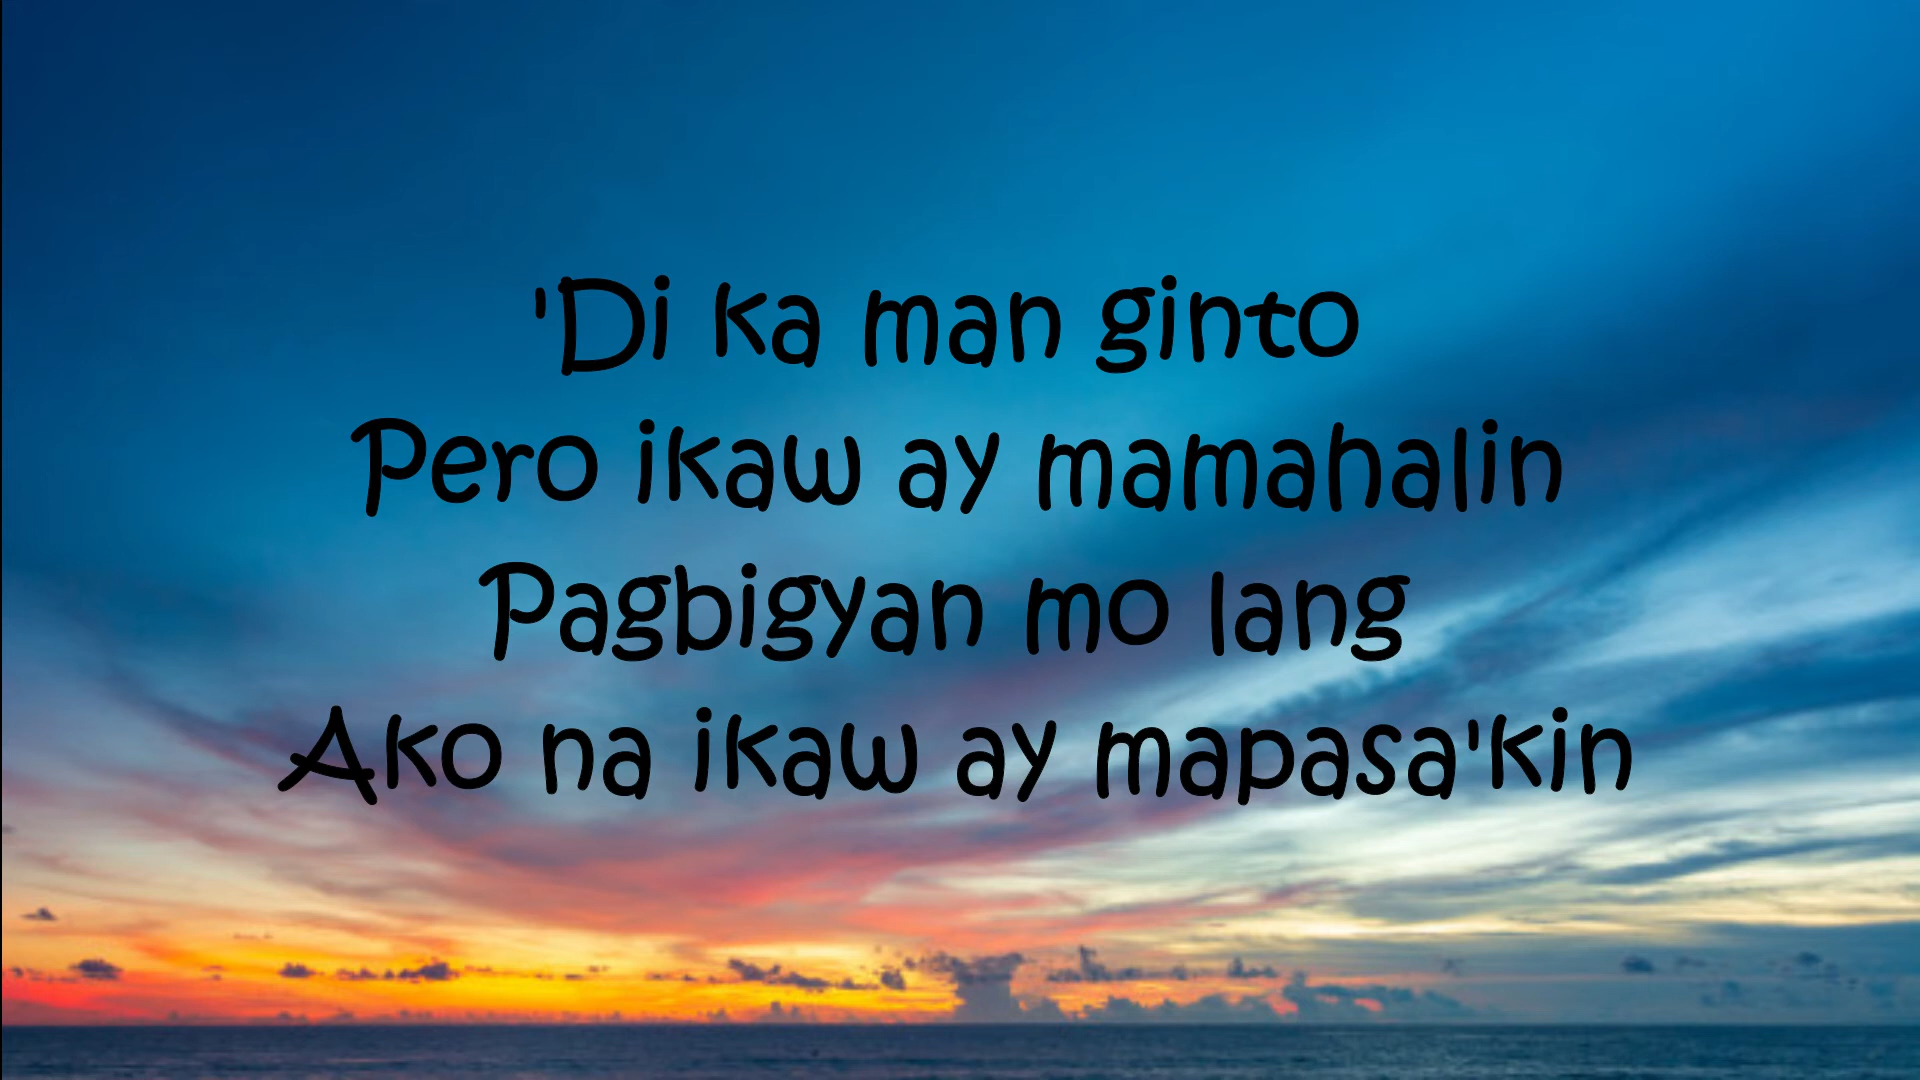 'Di ka man ginto
Pero ikaw ay mamahalin
Pagbigyan mo lang
Ako na ikaw ay mapasa'kin